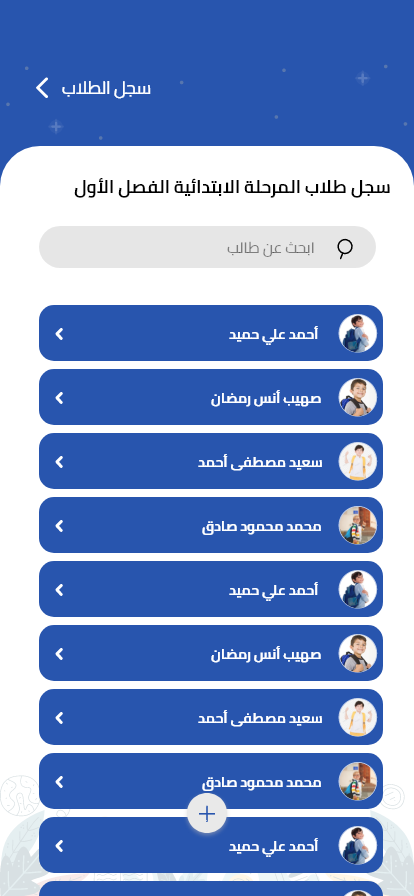 سجل الطلاب
سجل طلاب المرحلة الابتدائية الفصل الأول
ابحث عن طالب
أحمد علي حميد
صهيب أنس رمضان
سعيد مصطفى أحمد
محمد محمود صادق
أحمد علي حميد
صهيب أنس رمضان
سعيد مصطفى أحمد
محمد محمود صادق
أحمد علي حميد